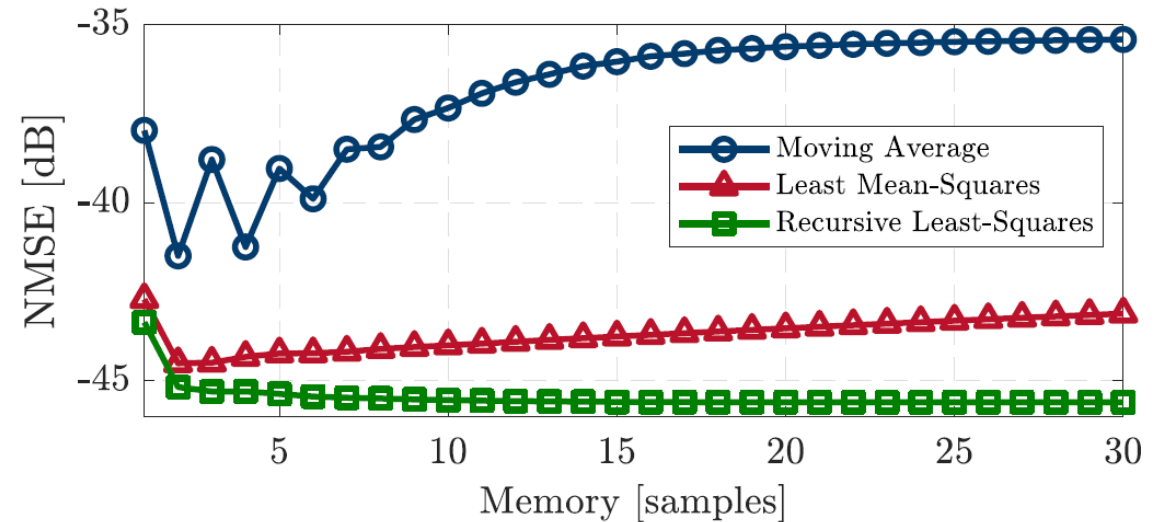 NMSE [dB]
-35
-40
-45
Moving Average
Least Mean-Squares
Recursive Least-Squares
5 10 15 20 25 30
Memory [samples]